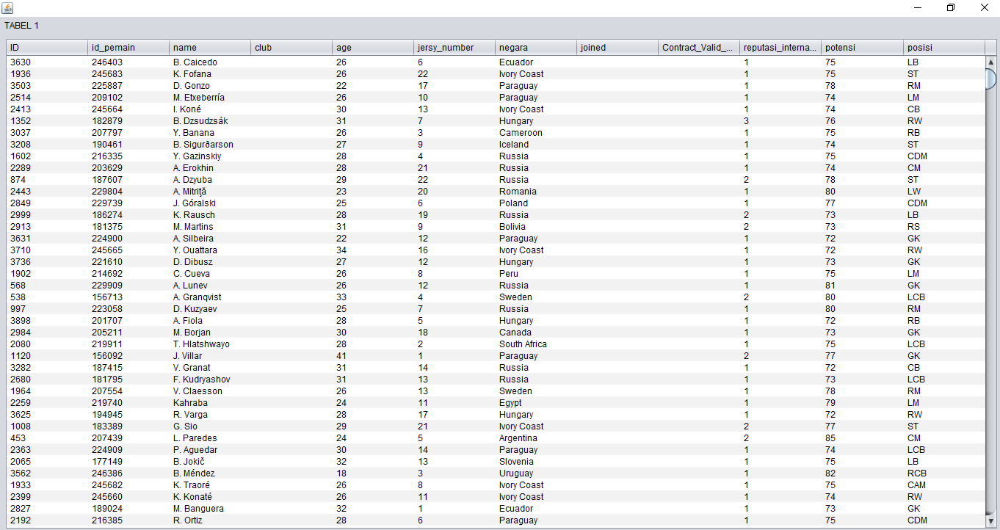 TABEL 1
ID id_pemain name club age jersy_number negara joined Contract_Valid_... reputasi_interna... potensi posisi
3630 246403 B. Caicedo 26 6 Ecuador 1 75 LB
1936 245683 K. Fofana 26 22 Ivory Coast 1 75 ST
3503 225887 D. Gonzo 22 17 Paraguay 1 78 RM
2514 209102 M. Etxeberría 26 10 Paraguay 1 74 LM
2413 245664 I. Koné 30 13 Ivory Coast 1 74 CB
1352 182879 B. Dzsudzsák 31 7 Hungary 3 76 RW
3037 207797 Y. Banana 26 3 Cameroon 1 75 RB
3208 190461 B. Sigurðarson 27 9 Iceland 1 74 ST
1602 216335 Y. Gazinskiy 28 4 Russia 1 75 CDM
2289 203629 A. Erokhin 28 21 Russia 1 74 CM
874 187607 A. Dzyuba 29 22 Russia 2 78 ST
2443 229804 A. Mitriţă 23 20 Romania 1 80 LW
2849 229739 J. Góralski 25 6 Poland 1 77 CDM
2999 186274 K. Rausch 28 19 Russia 2 73 LB
2913 181375 M. Martins 31 9 Bolivia 2 73 RS
3631 224900 A. Silbeira 22 12 Paraguay 1 72 GK
3710 245665 Y. Ouattara 34 16 Ivory Coast 1 72 RW
3736 221610 D. Dibusz 27 12 Hungary 1 73 GK
1902 214692 C. Cueva 26 8 Peru 1 75 LM
568 229909 A. Lunev 26 12 Russia 1 81 GK
538 156713 A. Granqvist 33 4 Sweden 2 80 LCB
997 223058 D. Kuzyaev 25 7 Russia 1 80 RM
3898 201707 A. Fiola 28 5 Hungary 1 72 RB
2984 205211 M. Borjan 30 18 Canada 1 73 GK
2080 219911 T. Hlatshwayo 28 2 South Africa 1 75 LCB
1120 156092 J. Villar 41 1 Paraguay 2 77 GK
3282 187415 V. Granat 31 14 Russia 1 72 CB
2680 181795 F. Kudryashov 31 13 Russia 1 73 LCB
1964 207554 V. Claesson 26 13 Sweden 1 78 RM
2259 219740 Kahraba 24 11 Egypt 1 79 LM
3625 194945 R. Varga 28 17 Hungary 1 72 RW
1008 183389 G. Sio 29 21 Ivory Coast 2 77 ST
453 207439 L. Paredes 24 5 Argentina 2 85 CM
2363 224909 P. Aguedar 30 14 Paraguay 1 74 LCB
2065 177149 B. Jokič 32 13 Slovenia 1 75 LB
3562 246386 B. Méndez 18 3 Uruguay 1 82 RCB
1933 245682 K. Traoré 26 8 Ivory Coast 1 75 CAM
2399 245660 K. Konaté 26 11 Ivory Coast 1 74 RW
2827 189024 M. Banguera 32 1 Ecuador 1 73 GK
2192 216385 R. Ortiz 28 6 Paraguay 1 75 CDM